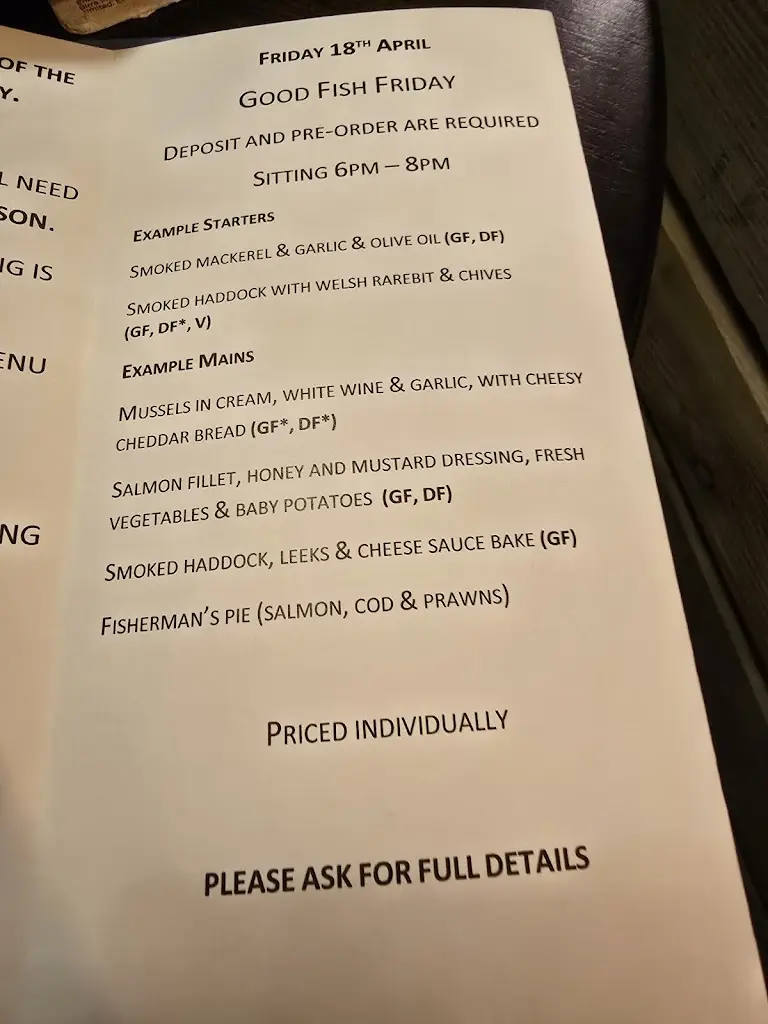 OF THE
Y.
L NEED
SON.
NG IS
ENU
NG
FRIDAY 18TH APRIL
GOOD FISH FRIDAY
DEPOSIT AND PRE-ORDER ARE REQUIRED
SITTING 6PM – 8PM
EXAMPLE STARTERS
SMOKED MACKEREL & GARLIC & OLIVE OIL (GF, DF)
SMOKED HADDOCK WITH WELSH RAREBIT & CHIVES
(GF, DF*, V)
EXAMPLE MAINS
MUSSELS IN CREAM, WHITE WINE & GARLIC, WITH CHEESY
CHEDDAR BREAD (GF*, DF*)
SALMON FILLET, HONEY AND MUSTARD DRESSING, FRESH
VEGETABLES & BABY POTATOES (GF, DF)
SMOKED HADDOCK, LEEKS & CHEESE SAUCE BAKE (GF)
FISHERMAN'S PIE (SALMON, COD & PRAWNS)
PRICED INDIVIDUALLY
PLEASE ASK FOR FULL DETAILS